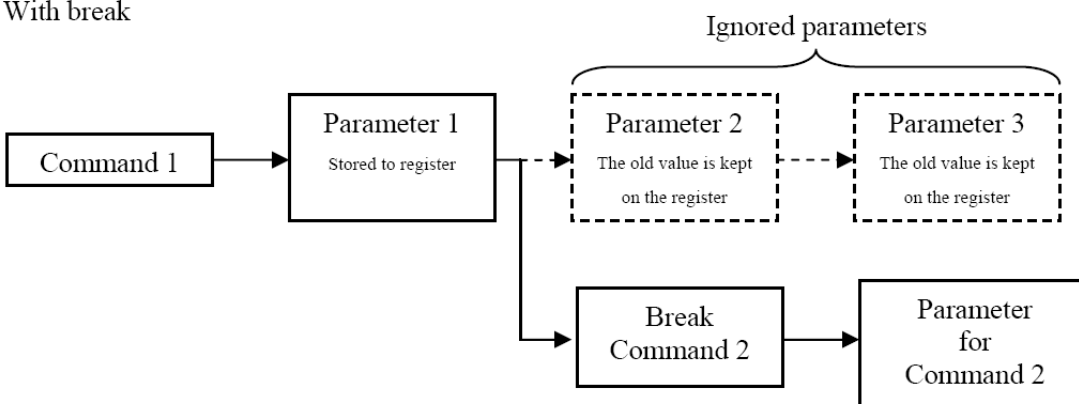 With break
Ignored parameters
Command 1
Parameter 1
Stored to register
Parameter 2
The old value is kept
on the register
Parameter 3
The old value is kept
on the register
Break
Command 2
Parameter
for
Command 2